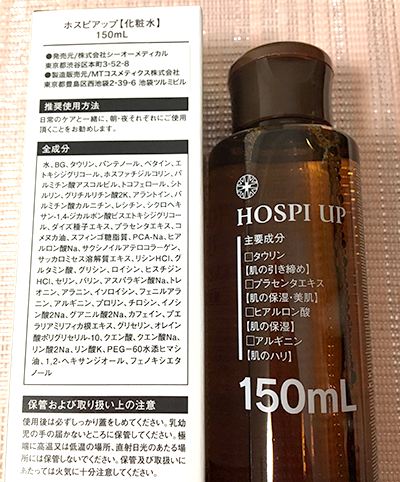 ホスピアップ【化粧水】
150mL
●発売元/株式会社シーオーメディカル
東京都渋谷区本町3-52-8
●製造販売元/MTコスメティクス株式会社
東京都豊島区西池袋2-39-6 池袋ツルミビル
推奨使用方法
日常のケアと一緒に、朝・夜それぞれにご使用
頂くことをお勧めします。
全成分
水、BG、タウリン、パンテノール、ベタイン、エ
トキシジグリコール、ホスファチジルコリン、パ
ルミチン酸アスコルビル、トコフェロール、シト
ルリン、グリチルリチン酸2K、アラントイン、パ
ルミチン酸カルニチン、レシチン、シクロヘキ
サン-1,4-ジカルボン酸ビスエトキシジグリコー
ル、ダイズ種子エキス、プラセンタエキス、コ
メヌカ油、スフィンゴ糖脂質、PCA-Na、ヒア
ルロン酸Na、サクシノイルアテロコラーゲン、
サッカロミセス溶解質エキス、リシンHCl、グ
ルタミン酸、グリシン、ロイシン、ヒスチジン
HCl、セリン、バリン、アスパラギン酸Na、トレ
オニン、アラニン、イソロイシン、フェニルアラ
ニン、アルギニン、プロリン、チロシン、イノシ
ン酸2Na、グアニル酸2Na、カフェイン、プエ
ラリアミリフィカ根エキス、グリセリン、オレイン
酸ポリグリセリル-10、クエン酸、クエン酸Na、
リン酸2Na、リン酸K、PEG-60水添ヒマシ
油、1,2-ヘキサンジオール、フェノキシエタ
ノール
保管および取り扱い上の注意
使用後は必ずしっかり蓋をしめてください。乳幼
児の手の届かないところに保管してください。極
端に高温又は低温の場所、直射日光のあたる場
所には保管しないでください。保管及び取扱いに
あたっては火気に十分注意してください。
HOSPI UP
主要成分
□タウリン
【肌の引き締め】
□プラセンタエキス
【肌の保湿・美肌】
□ヒアルロン酸
【肌の保湿】
□アルギニン
【肌のハリ】
150mL